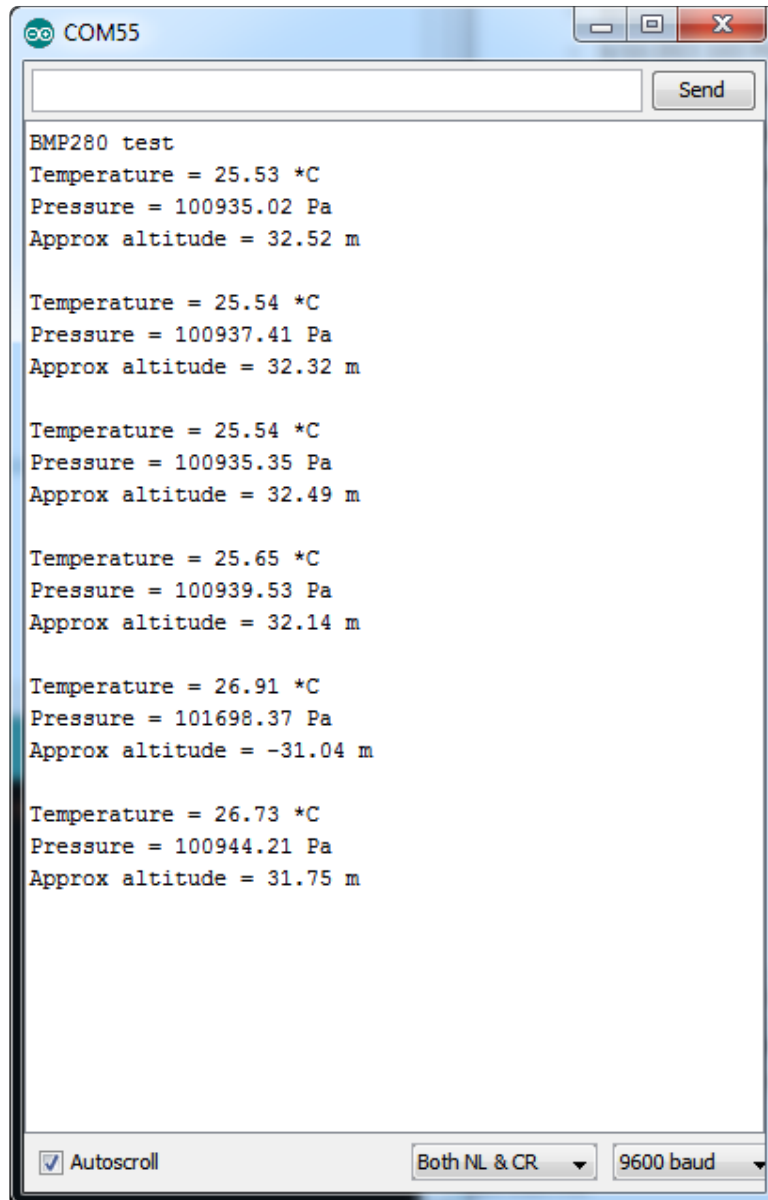 COM55
Send
BMP280 test
Temperature = 25.53 *C
Pressure = 100935.02 Pa
Approx altitude = 32.52 m
Temperature = 25.54 *C
Pressure = 100937.41 Pa
Approx altitude = 32.32 m
Temperature = 25.54 *C
Pressure = 100935.35 Pa
Approx altitude = 32.49 m
Temperature = 25.65 *C
Pressure = 100939.53 Pa
Approx altitude = 32.14 m
Temperature = 26.91 *C
Pressure = 101698.37 Pa
Approx altitude = -31.04 m
Temperature = 26.73 *C
Pressure = 100944.21 Pa
Approx altitude = 31.75 m
Autoscroll Both NL & CR 9600 baud